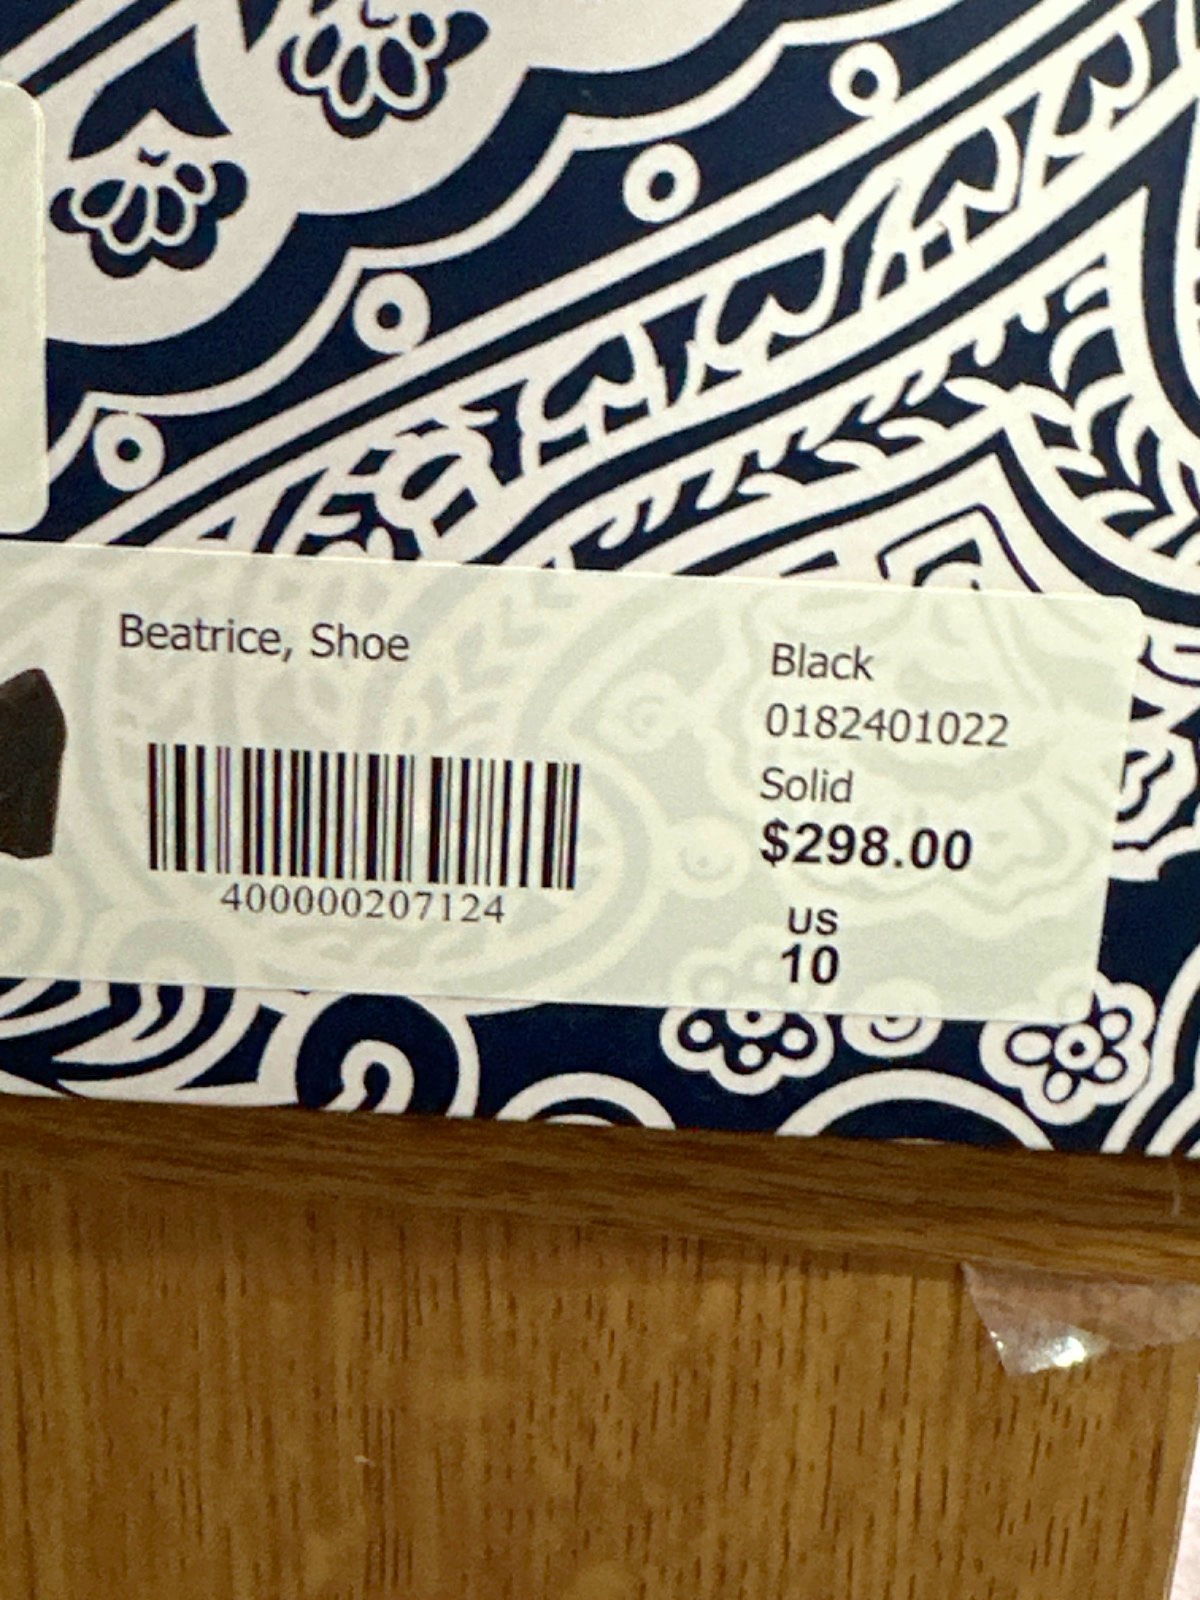 Beatrice, Shoe
400000207124
Black
0182401022
Solid
$298.00
US
10